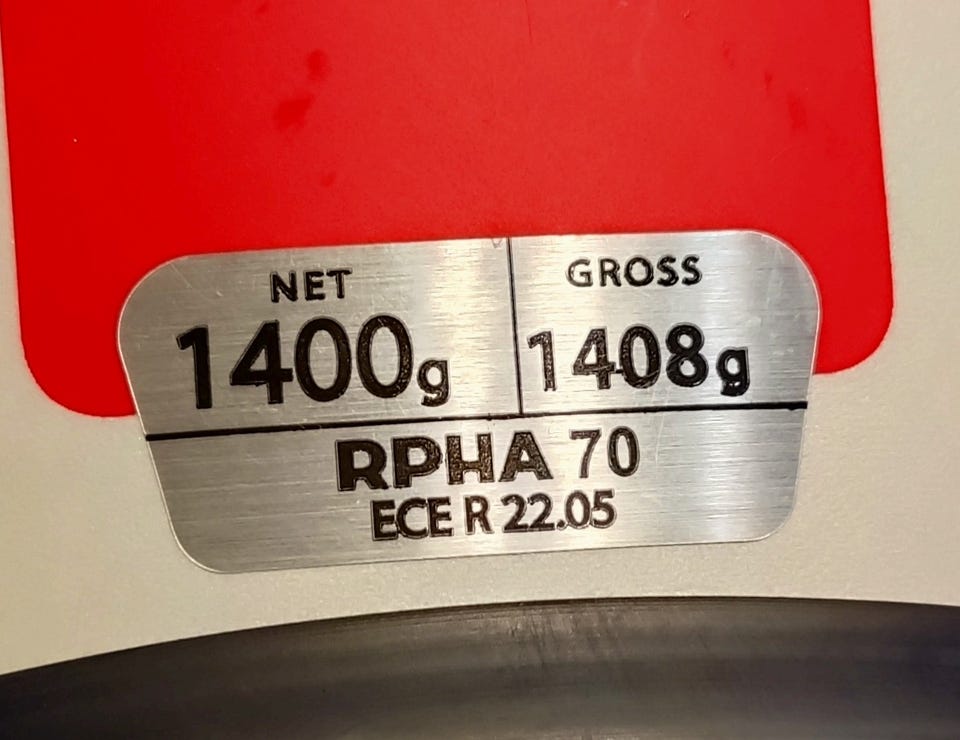 NET GROSS
1400g 1408g
RPHA 70
ECE R 22.05